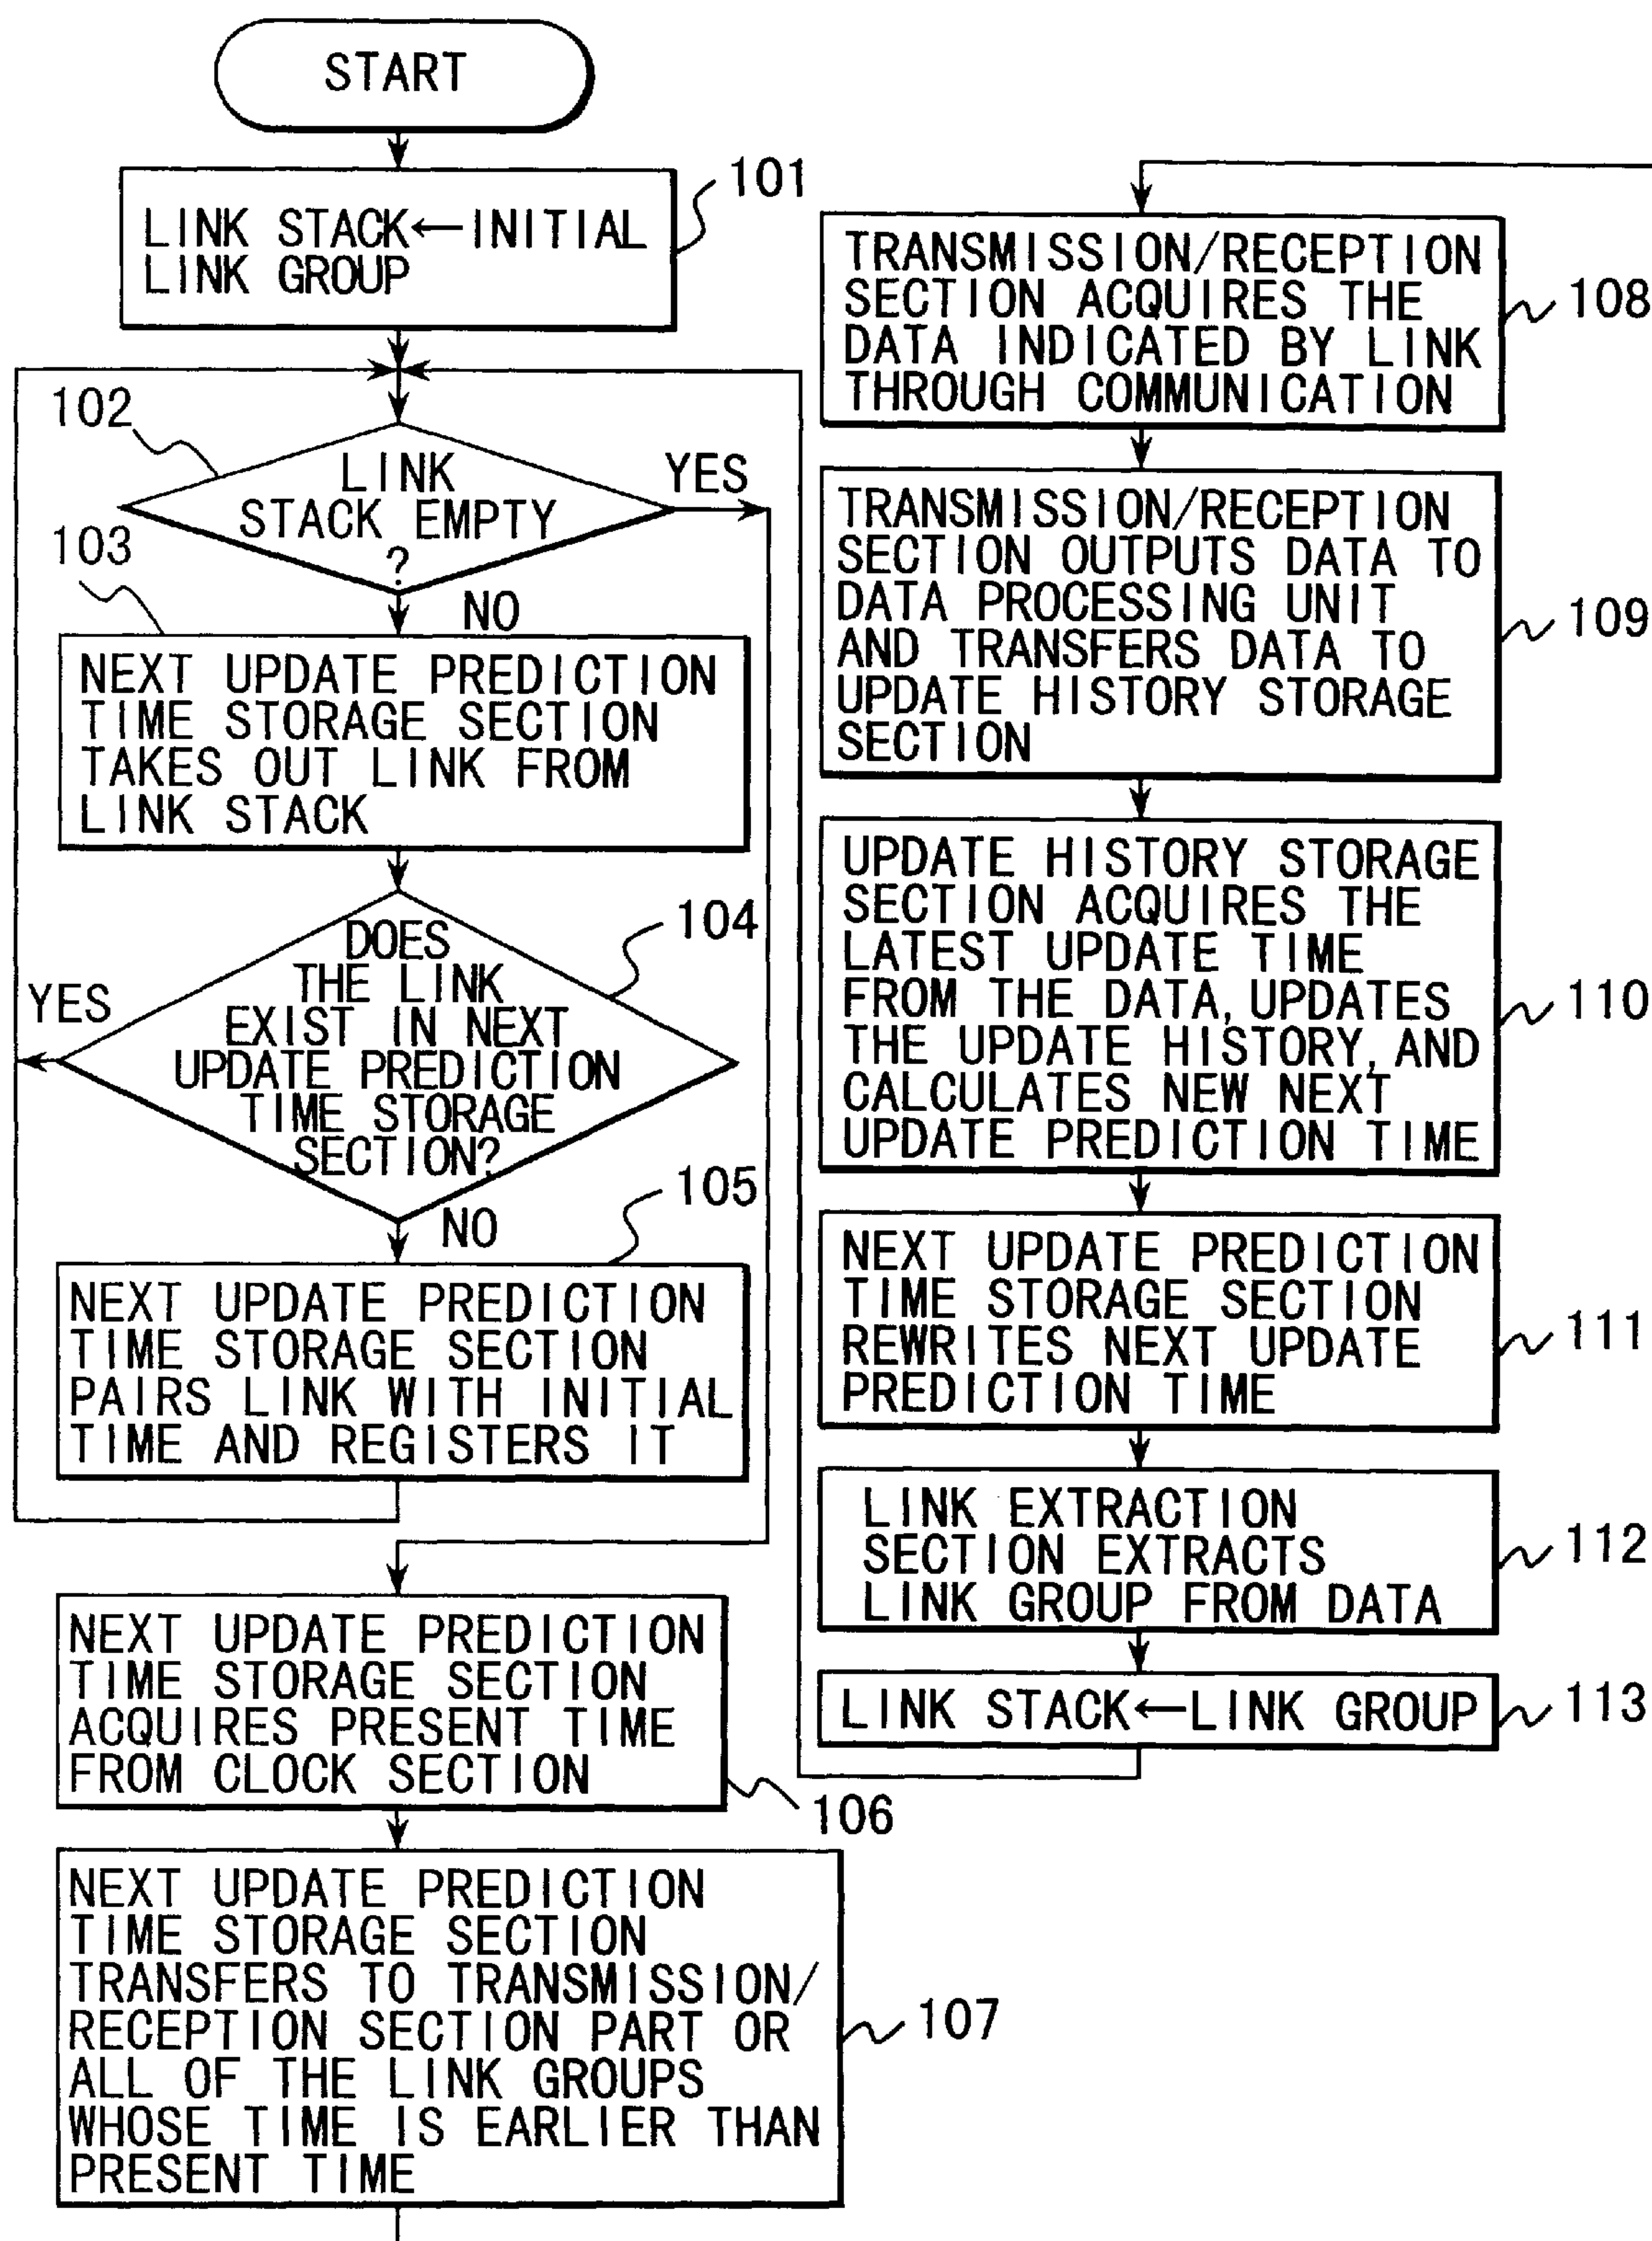 START
101
LINK STACK←INITIAL
LINK GROUP
102
LINK
STACK EMPTY
?
YES
NO
103
NEXT UPDATE PREDICTION
TIME STORAGE SECTION
TAKES OUT LINK FROM
LINK STACK
104
DOES
THE LINK
EXIST IN NEXT
UPDATE PREDICTION
TIME STORAGE
SECTION?
YES
NO
105
NEXT UPDATE PREDICTION
TIME STORAGE SECTION
PAIRS LINK WITH INITIAL
TIME AND REGISTERS IT
NEXT UPDATE PREDICTION
TIME STORAGE SECTION
ACQUIRES PRESENT TIME
FROM CLOCK SECTION
106
NEXT UPDATE PREDICTION
TIME STORAGE SECTION
TRANSFERS TO TRANSMISSION/
RECEPTION SECTION PART OR
ALL OF THE LINK GROUPS
WHOSE TIME IS EARLIER THAN
PRESENT TIME
107
TRANSMISSION/RECEPTION
SECTION ACQUIRES THE
DATA INDICATED BY LINK
THROUGH COMMUNICATION
108
TRANSMISSION/RECEPTION
SECTION OUTPUTS DATA TO
DATA PROCESSING UNIT
AND TRANSFERS DATA TO
UPDATE HISTORY STORAGE
SECTION
109
UPDATE HISTORY STORAGE
SECTION ACQUIRES THE
LATEST UPDATE TIME
FROM THE DATA, UPDATES
THE UPDATE HISTORY, AND
CALCULATES NEW NEXT
UPDATE PREDICTION TIME
110
NEXT UPDATE PREDICTION
TIME STORAGE SECTION
REWRITES NEXT UPDATE
PREDICTION TIME
111
LINK EXTRACTION
SECTION EXTRACTS
LINK GROUP FROM DATA
112
LINK STACK←LINK GROUP
113